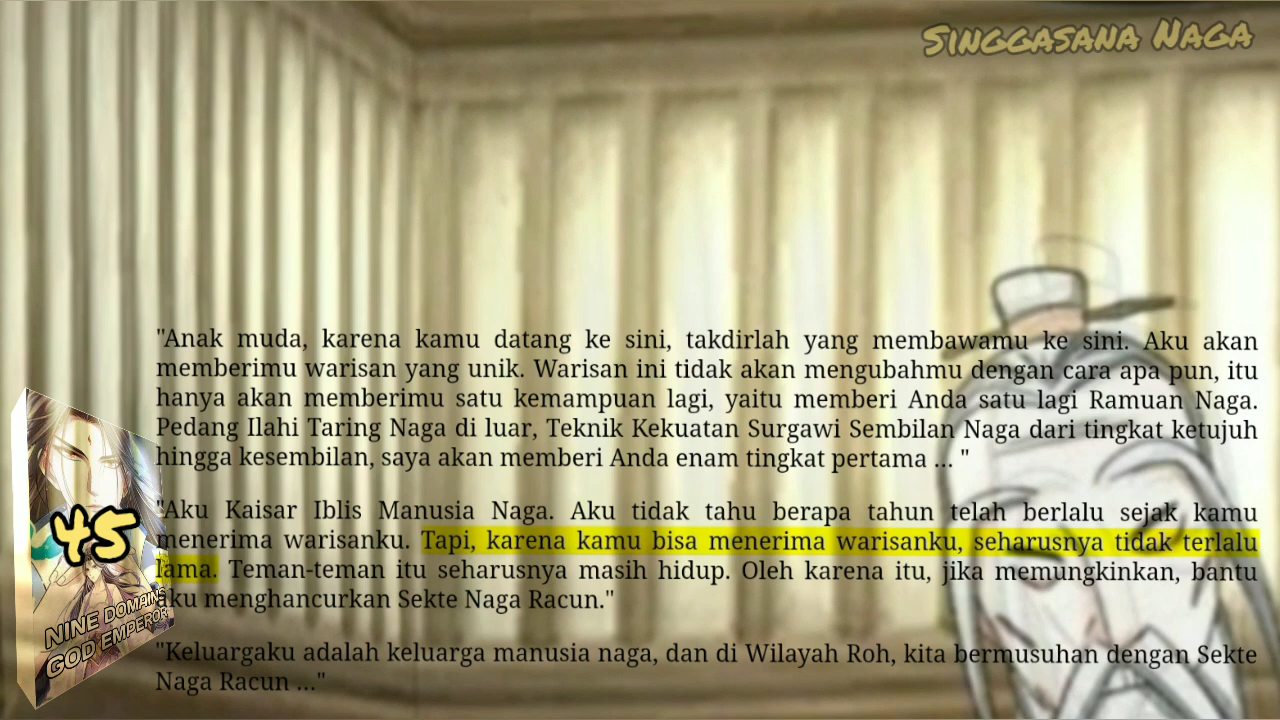 Singgasana Naga
"Anak muda, karena kamu datang ke sini, takdirlah yang membawamu ke sini. Aku akan
memberimu warisan yang unik. Warisan ini tidak akan mengubahmu dengan cara apa pun, itu
hanya akan memberimu satu kemampuan lagi, yaitu memberi Anda satu lagi Ramuan Naga.
Pedang Ilahi Taring Naga di luar, Teknik Kekuatan Surgawi Sembilan Naga dari tingkat ketujuh
hingga kesembilan, saya akan memberi Anda enam tingkat pertama ... "
"Aku Kaisar Iblis Manusia Naga. Aku tidak tahu berapa tahun telah berlalu sejak kamu
menerima warisanku. Tapi, karena kamu bisa menerima warisanku, seharusnya tidak terlalu
lama. Teman-teman itu seharusnya masih hidup. Oleh karena itu, jika memungkinkan, bantu
aku menghancurkan Sekte Naga Racun."
"Keluargaku adalah keluarga manusia naga, dan di Wilayah Roh, kita bermusuhan dengan Sekte
Naga Racun ..."
45
NINE DOMAINS
GOD EMPEROR